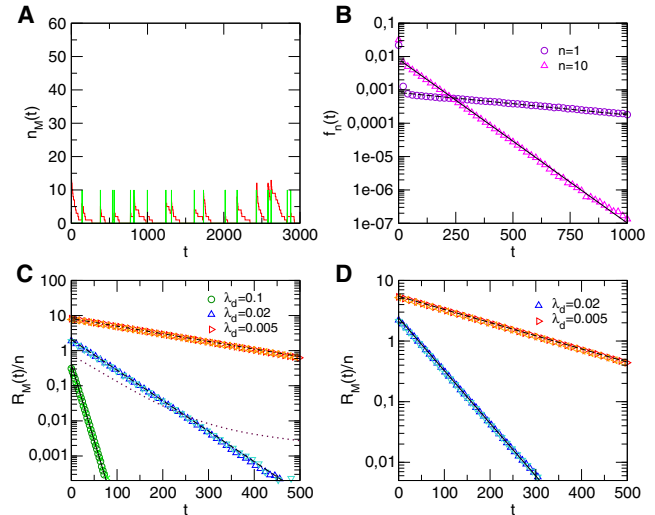 A
60
50
40
30
20
10
0
n_M(t)
0 1000 2000 3000
t
B
0,1
0,01
0,001
0,0001
1e-05
1e-06
1e-07
f_n(t)
n=1
n=10
0 250 500 750 1000
t
C
100
10
1
0,1
0,01
0,001
R_M(t)/n
λ_d=0.1
λ_d=0.02
λ_d=0.005
0 100 200 300 400 500
t
D
10
1
0,1
0,01
R_M(t)/n
λ_d=0.02
λ_d=0.005
0 100 200 300 400 500
t